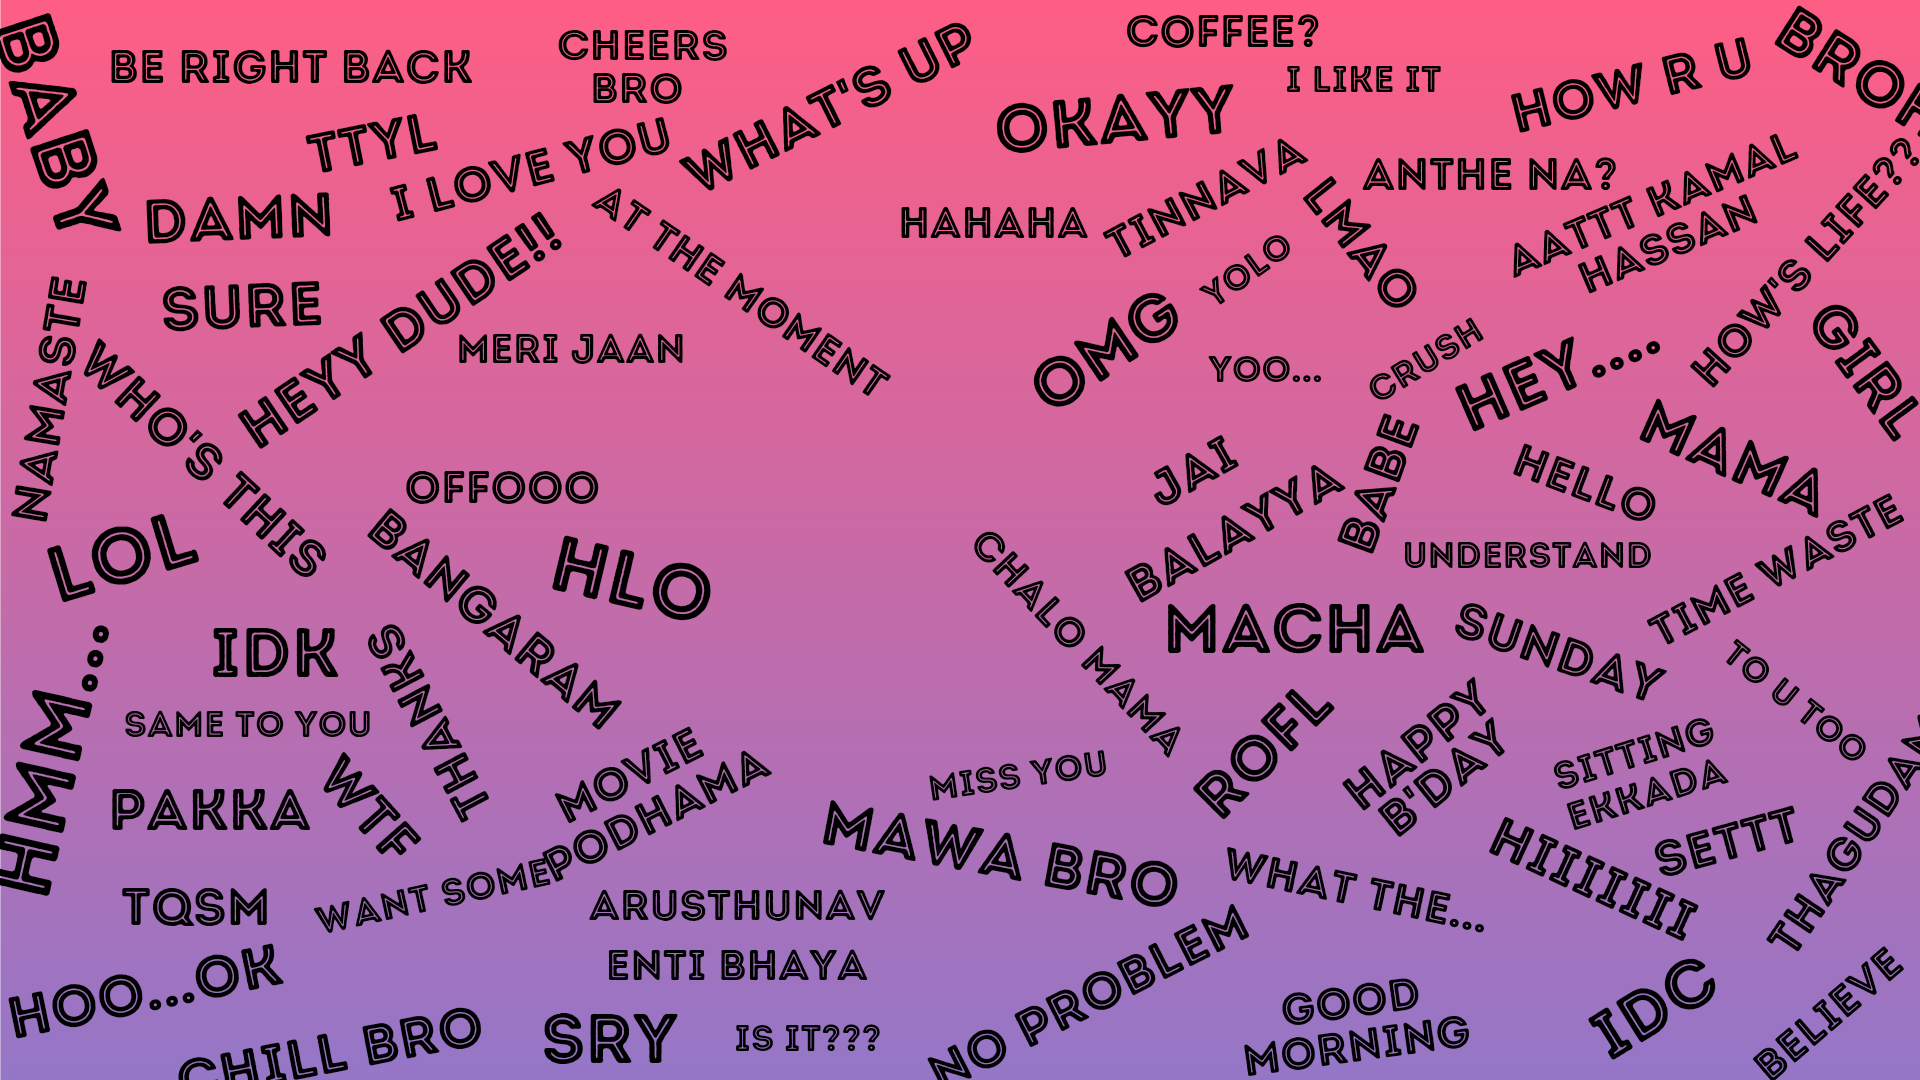 BABY
BE RIGHT BACK
CHEERS
BRO
WHAT'S UP
COFFEE?
I LIKE IT
HOW R U
OKAYY
TTYL
I LOVE YOU
DAMN
AT THE MOMENT
HAHAHA
TINNAVA
LMAO
ANTHE NA?
AATTT KAMAL
HASSAN
HOW'S LIFE??
YOLO
SURE
HEYY DUDE!!
MERI JAAN
NAMASTE
WHO'S THIS
OMG
YOO...
CRUSH
HEY....
GIRL
MAMA
JAI
BALAYYA
BABE
HELLO
OFFOOO
BANGARAM
HLO
LOL
CHALO MAMA
UNDERSTAND
TIME WASTE
MACHA
SUNDAY
TO U TOO
IDK
THANKS
HMM...
SAME TO YOU
WTF
PAKKA
MOVIE
PODHAMA
MISS YOU
ROFL
HAPPY
B'DAY
SITTING
EKKADA
SETTT
HIIIIIII
MAWA BRO
WHAT THE...
TQSM
WANT SOME
ARUSTHUNAV
ENTI BHAYA
HOO...OK
CHILL BRO
SRY
IS IT???
NO PROBLEM
GOOD
MORNING
IDC
BELIEVE